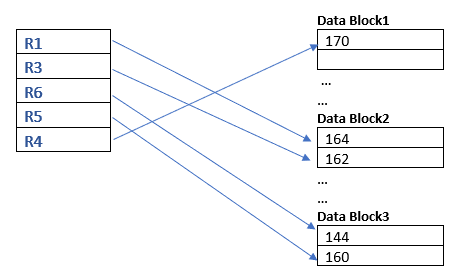 R1
R3
R6
R5
R4
Data Block1
170
...
...
Data Block2
164
162
...
...
Data Block3
144
160